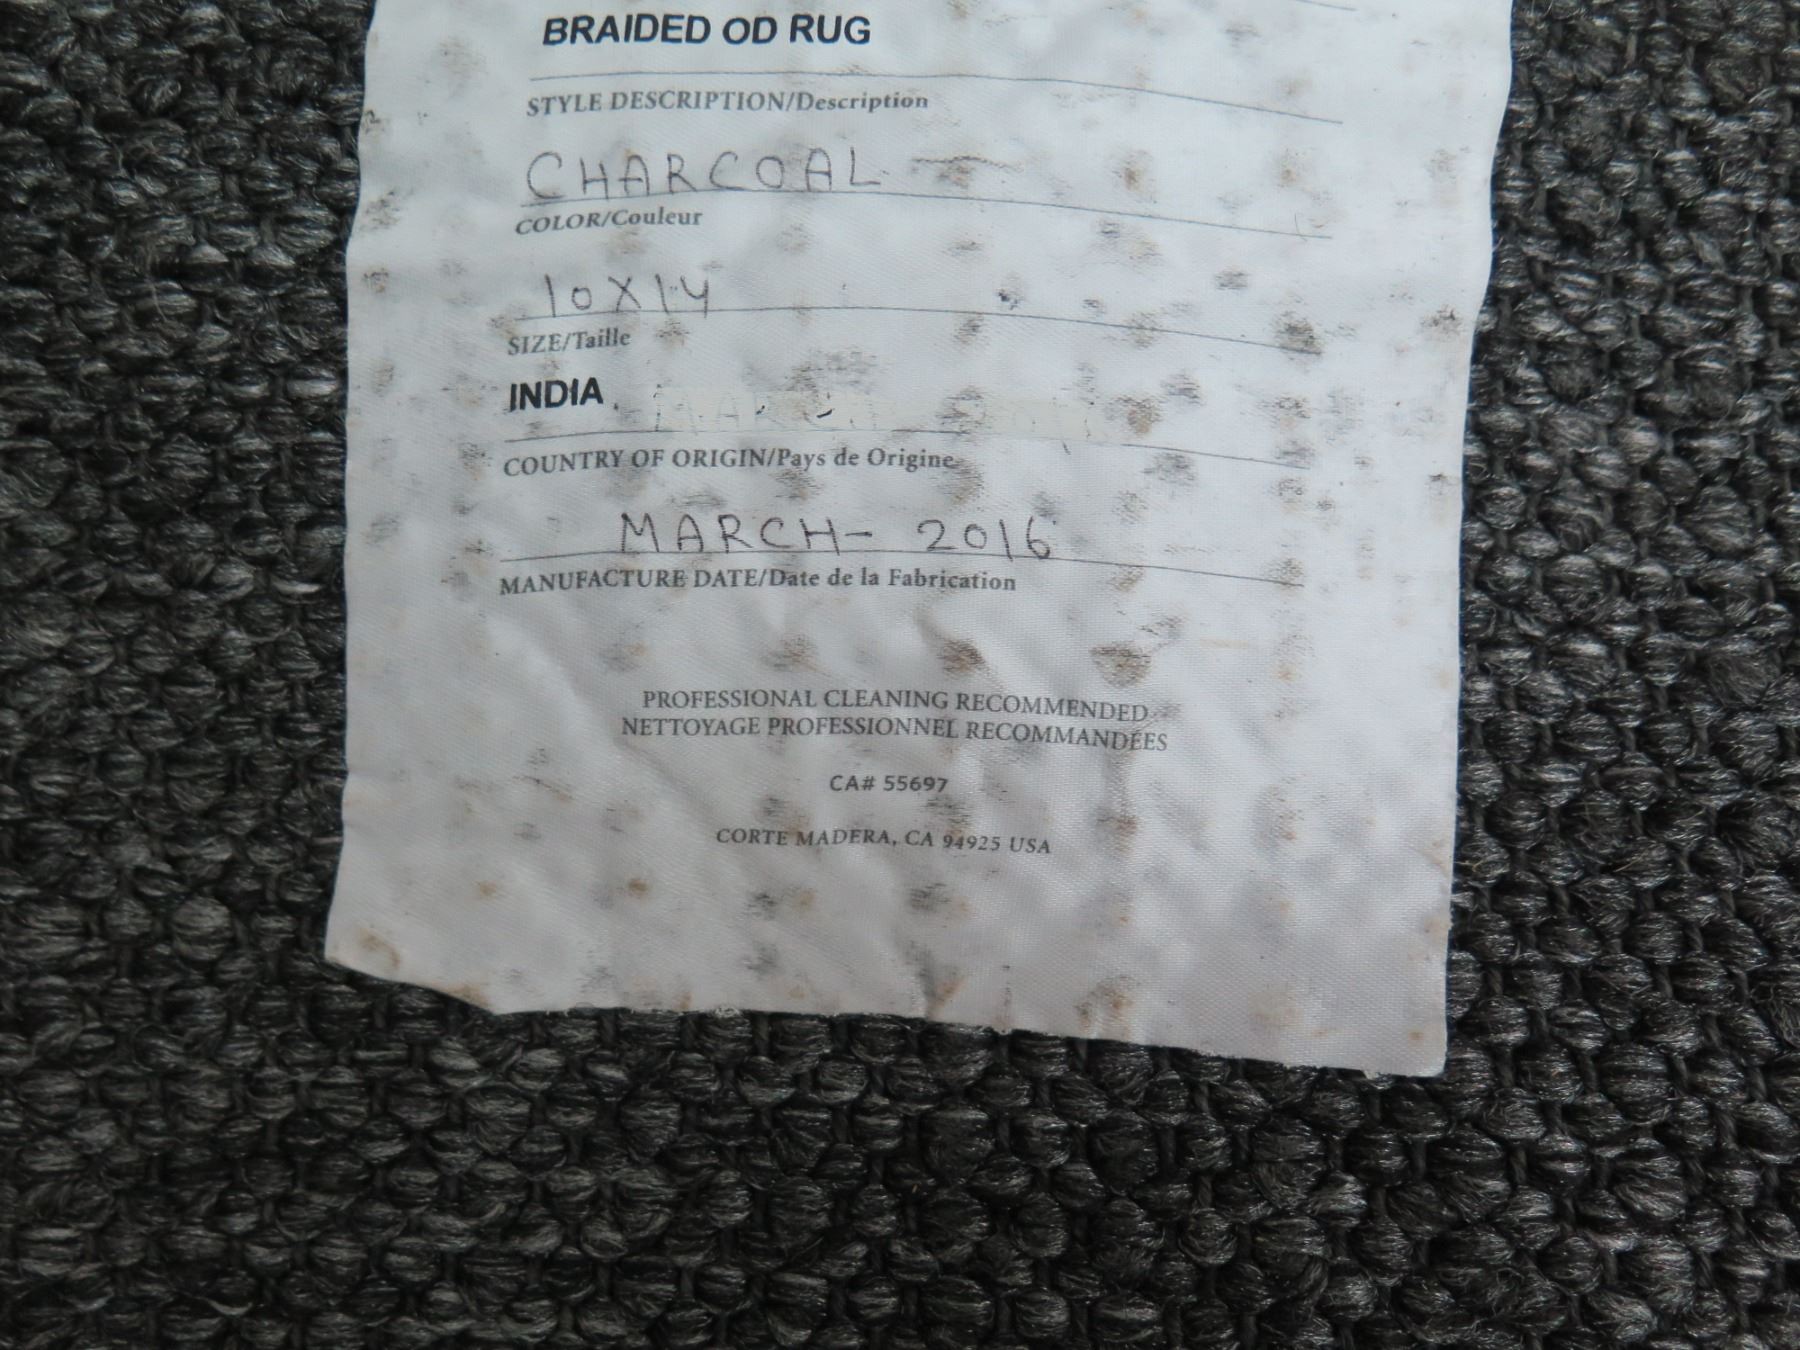 BRAIDED OD RUG
STYLE DESCRIPTION/Description
CHARCOAL
COLOR/Couleur
10X14
SIZE/Taille
INDIA
COUNTRY OF ORIGIN/Pays de Origine
MARCH- 2016
MANUFACTURE DATE/Date de la Fabrication
PROFESSIONAL CLEANING RECOMMENDED
NETTOYAGE PROFESSIONNEL RECOMMANDÉES
CA# 55697
CORTE MADERA, CA 94925 USA